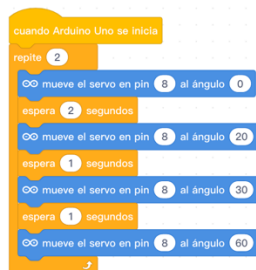 cuando Arduino Uno se inicia
repite 2
mueve el servo en pin 8 al ángulo 0
espera 2 segundos
mueve el servo en pin 8 al ángulo 20
espera 1 segundos
mueve el servo en pin 8 al ángulo 30
espera 1 segundos
mueve el servo en pin 8 al ángulo 60